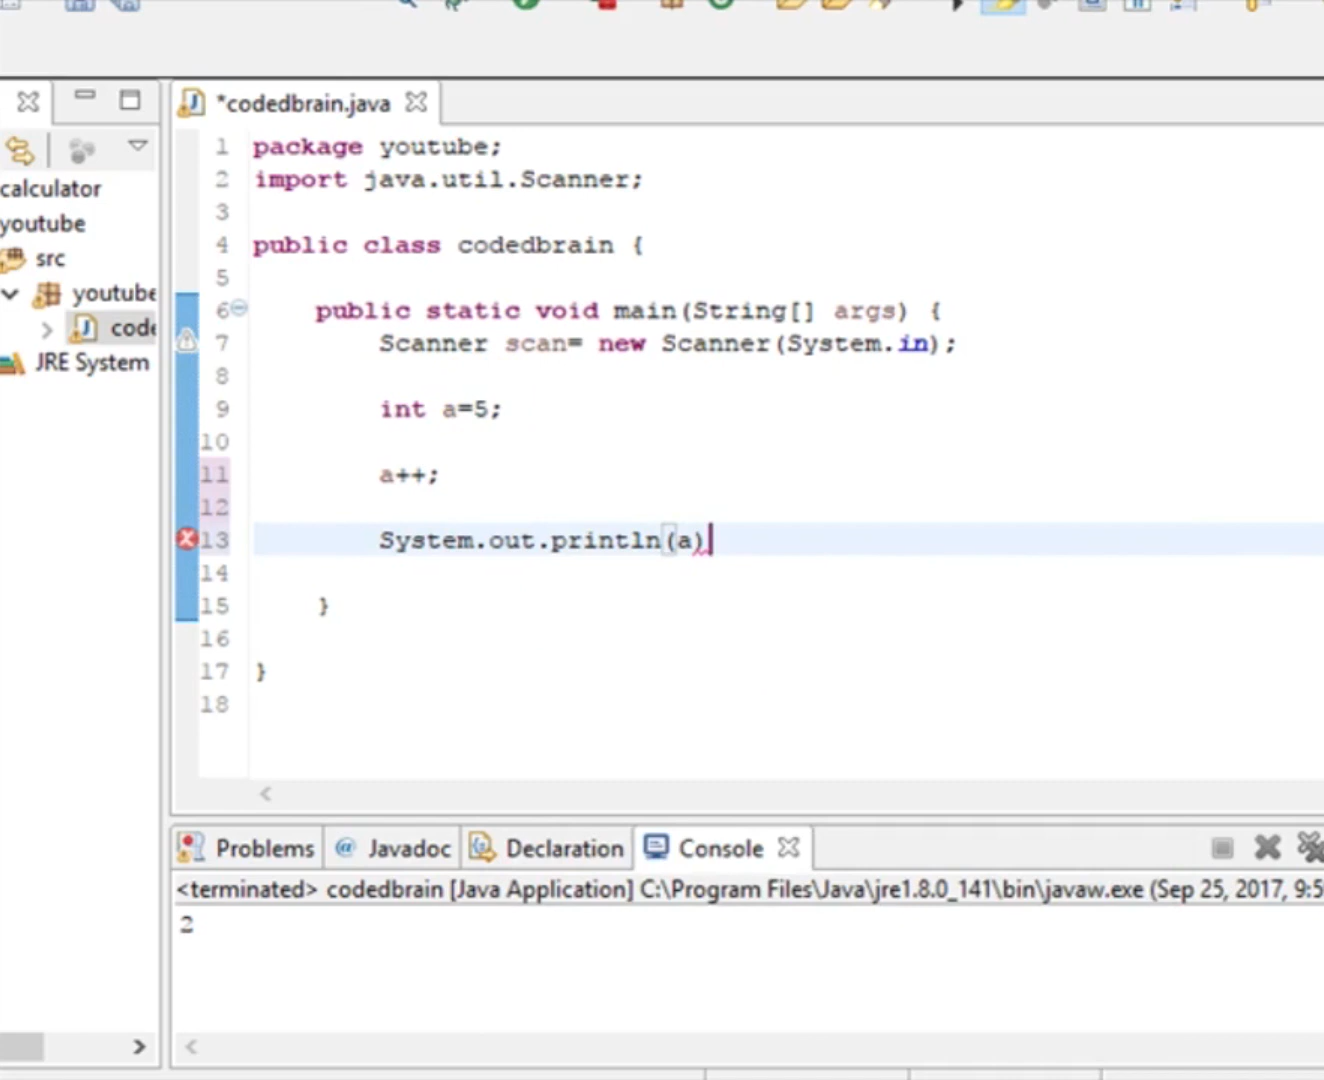 *codedbrain.java
calculator
youtube
src
youtube
code
JRE System
1 package youtube;
2 import java.util.Scanner;
3
4 public class codedbrain {
5
6 public static void main(String[] args) {
7 Scanner scan= new Scanner(System.in);
8
9 int a=5;
10
11 a++;
12
13 System.out.println(a)
14
15 }
16
17 }
18
Problems @ Javadoc Declaration Console
<terminated> codedbrain [Java Application] C:\Program Files\Java\jre1.8.0_141\bin\javaw.exe (Sep 25, 2017, 9:5
2